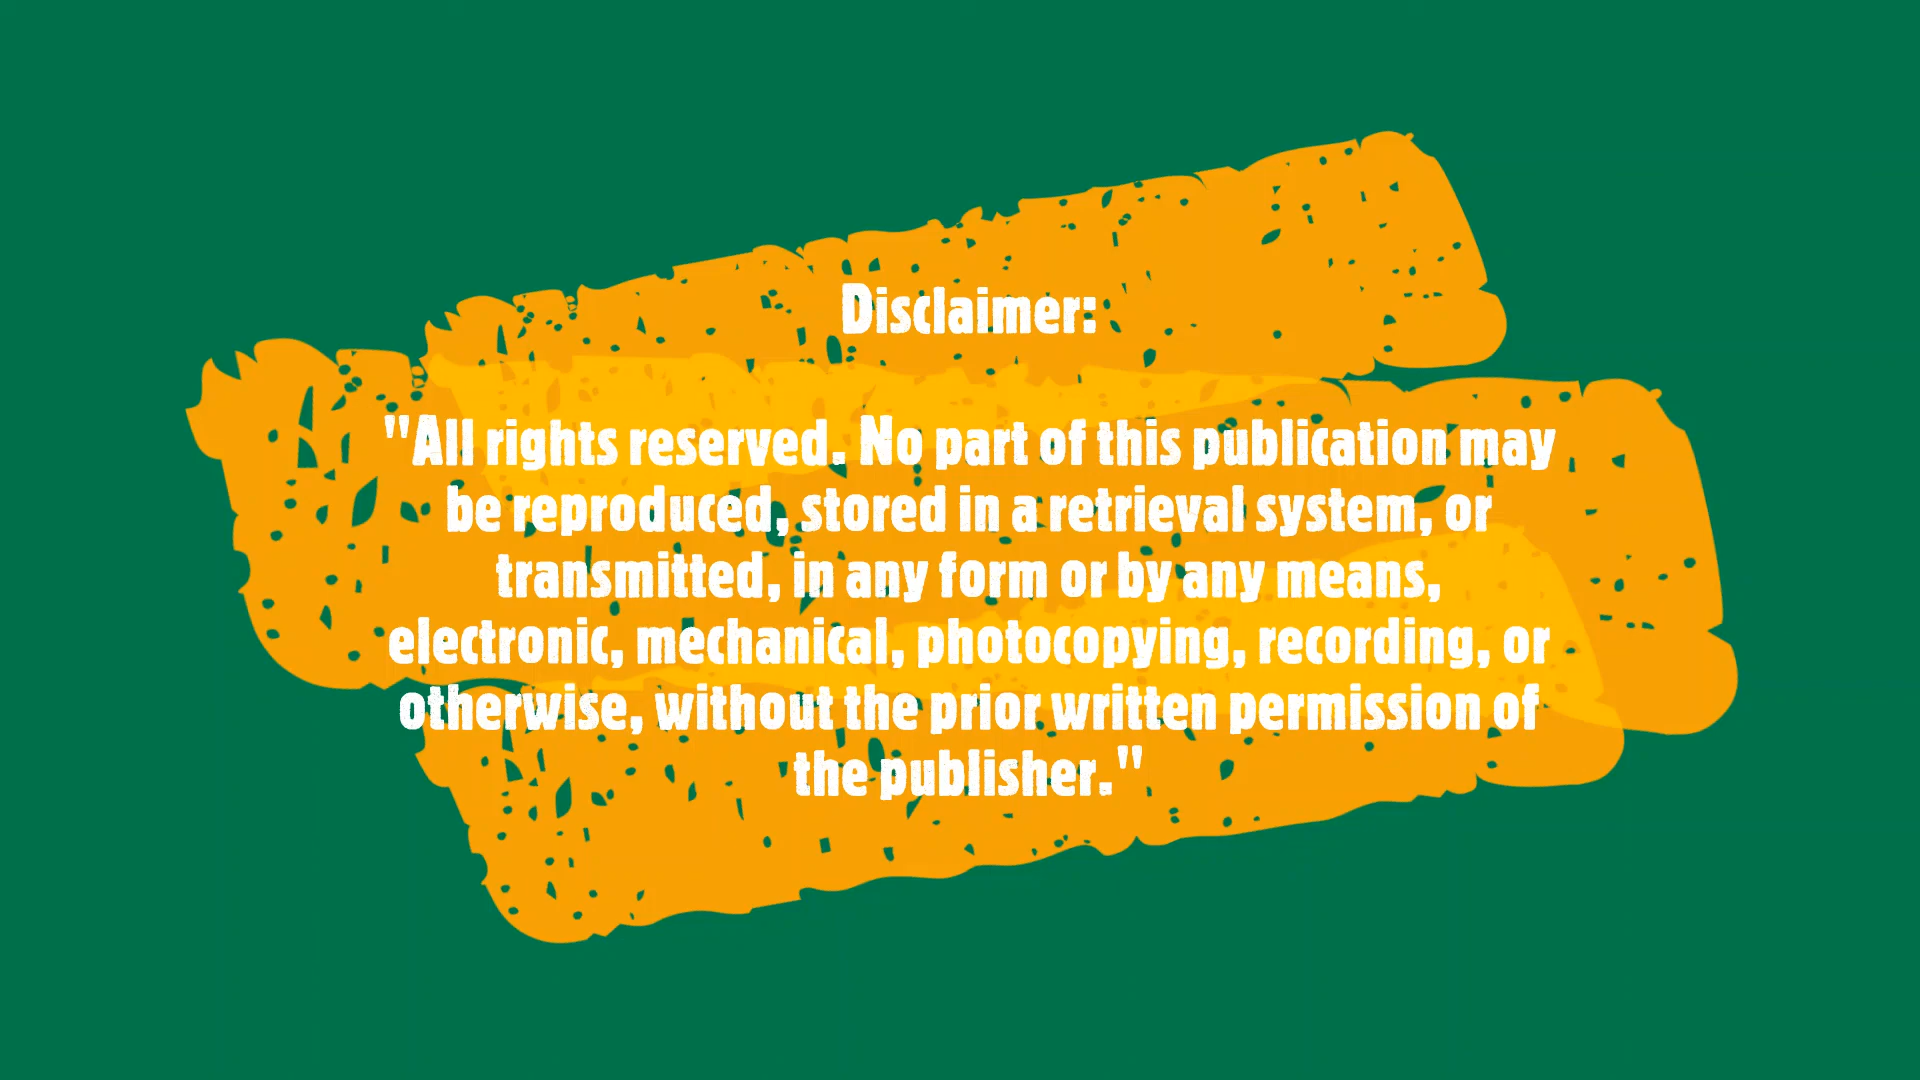 Disclaimer:
"All rights reserved. No part of this publication may
be reproduced, stored in a retrieval system, or
transmitted, in any form or by any means,
electronic, mechanical, photocopying, recording, or
otherwise, without the prior written permission of
the publisher."